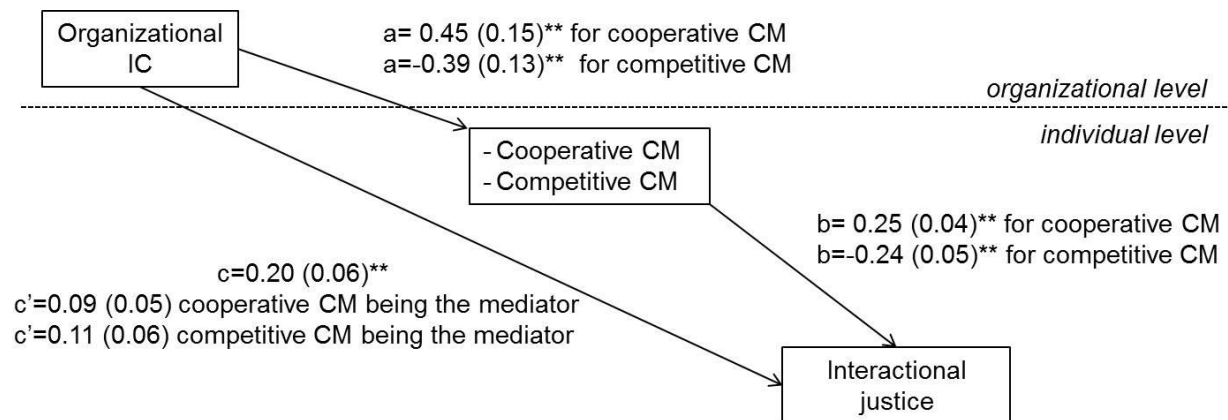 Organizational
IC
a= 0.45 (0.15)** for cooperative CM
a=-0.39 (0.13)** for competitive CM
organizational level
individual level
- Cooperative CM
- Competitive CM
b= 0.25 (0.04)** for cooperative CM
b=-0.24 (0.05)** for competitive CM
c=0.20 (0.06)**
c’=0.09 (0.05) cooperative CM being the mediator
c’=0.11 (0.06) competitive CM being the mediator
Interactional
justice